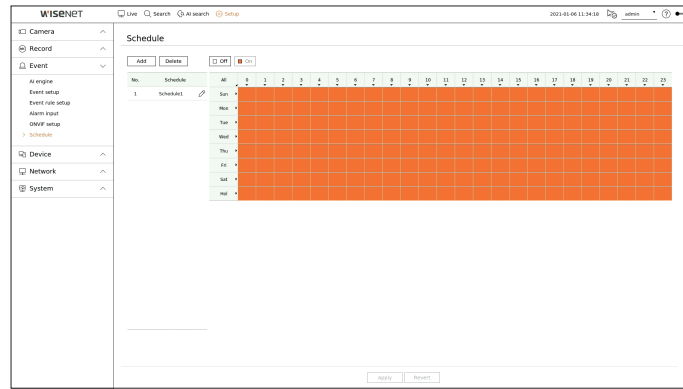 WISENET Live Search AI search Setup 2021-01-06 11:34:18 admin ?
Camera
Record
Event
AI engine
Event setup
Event rule setup
Alarm input
ONVIF setup
> Schedule
Device
Network
System
Schedule
Add Delete Off On
No. Schedule All 0 1 2 3 4 5 6 7 8 9 10 11 12 13 14 15 16 17 18 19 20 21 22 23
1 Schedule1 Sun
Mon
Tue
Wed
Thu
Fri
Sat
Hol
Apply Revert